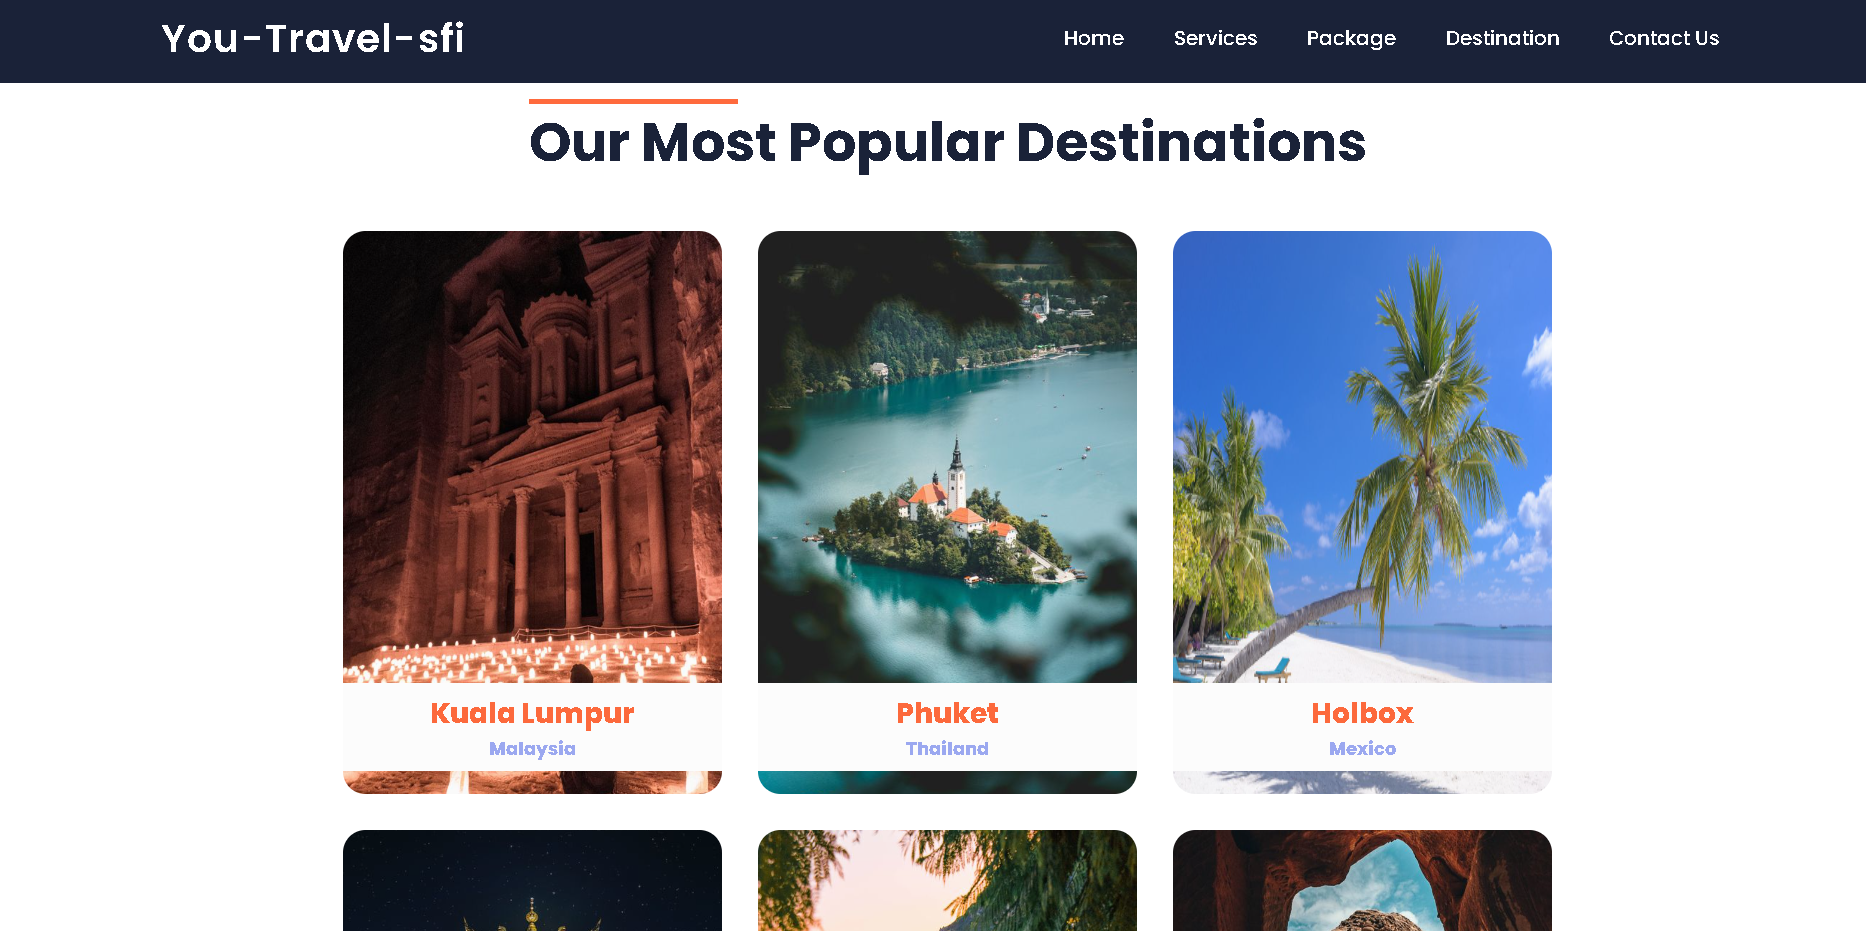 You-Travel-sfi
Home Services Package Destination Contact Us
Our Most Popular Destinations
Kuala Lumpur
Malaysia
Phuket
Thailand
Holbox
Mexico